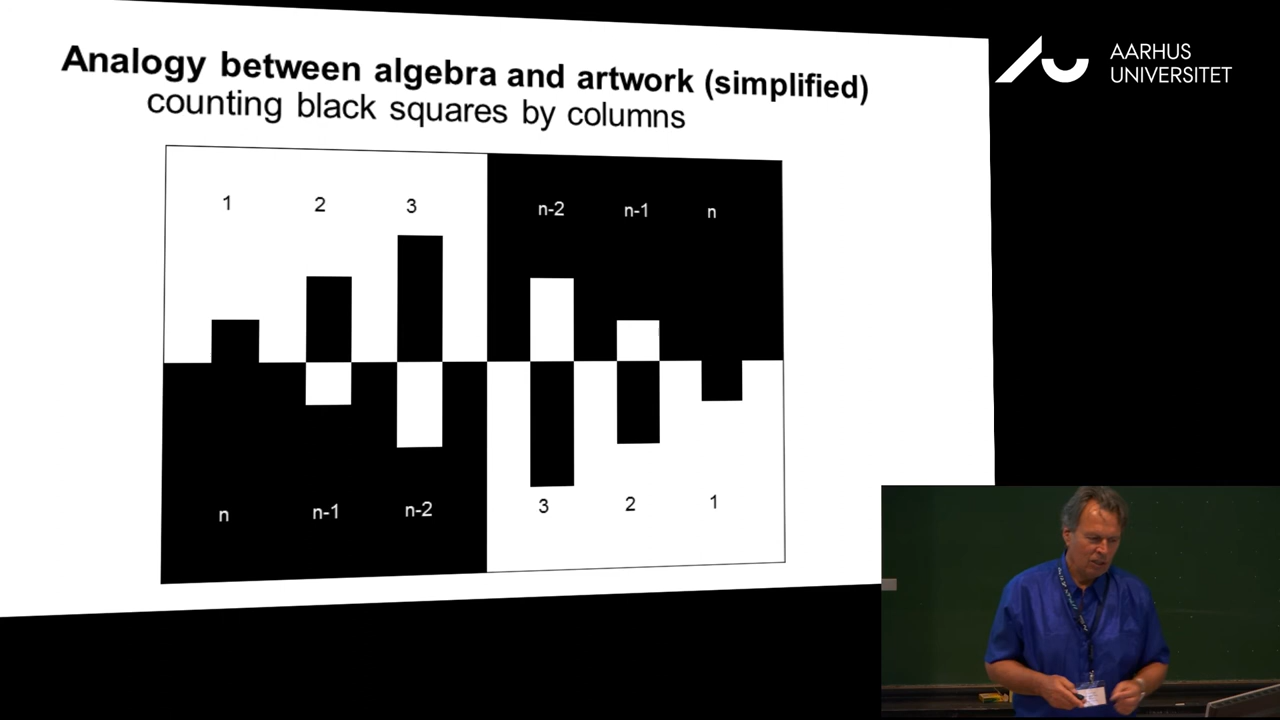 Analogy between algebra and artwork (simplified)
counting black squares by columns
AARHUS
UNIVERSITET
1 2 3 n-2 n-1 n
n n-1 n-2 3 2 1